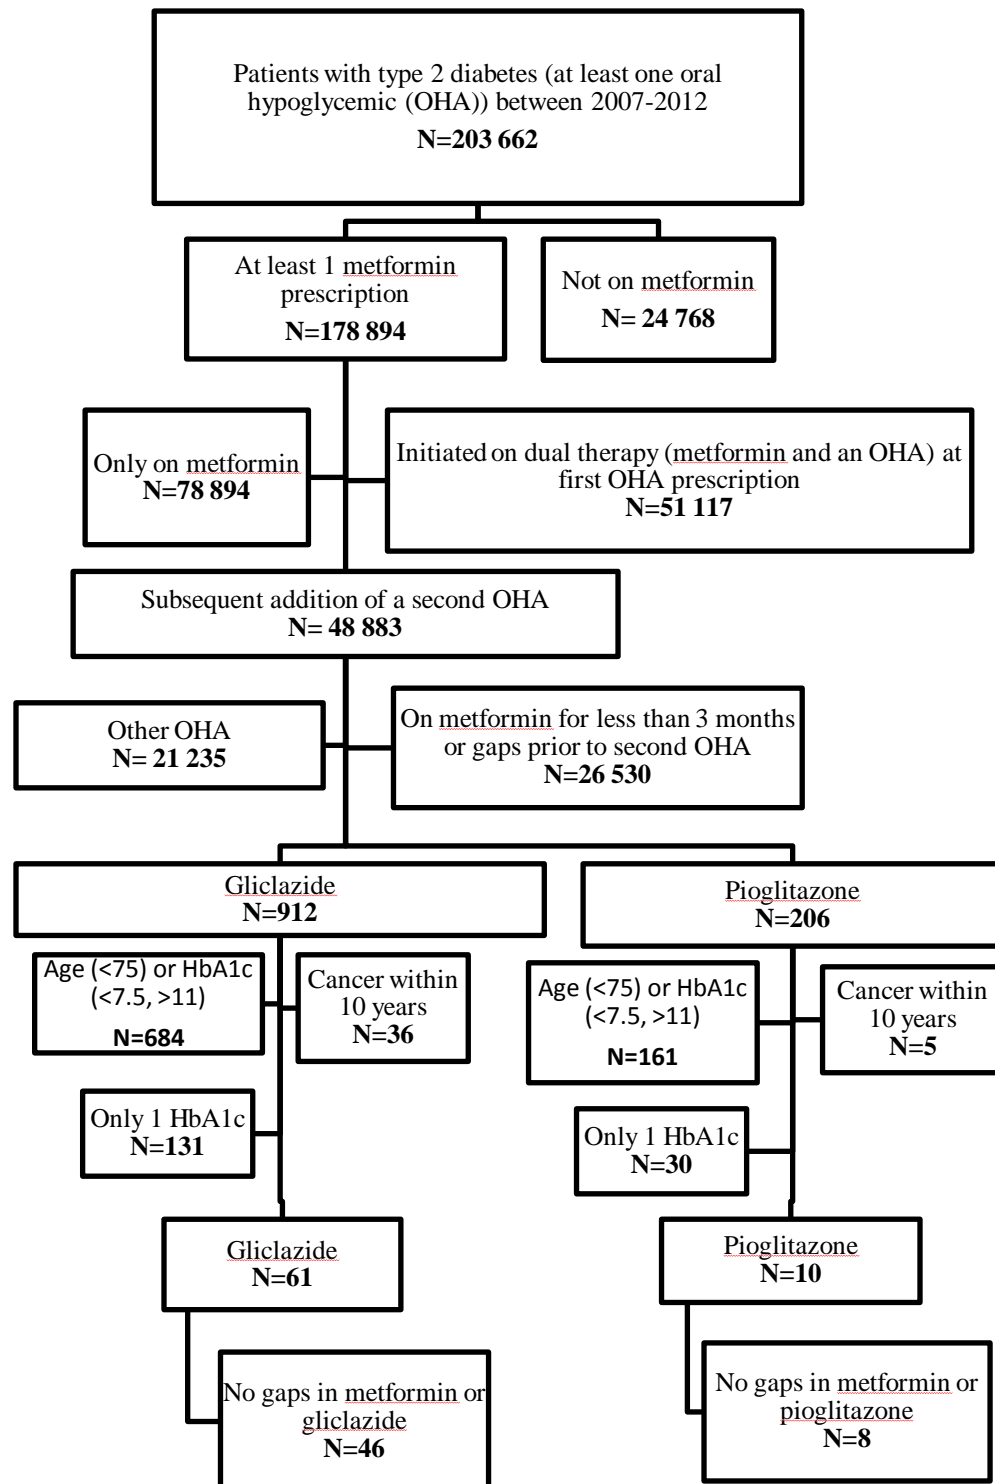 Patients with type 2 diabetes (at least one oral
hypoglycemic (OHA)) between 2007-2012
N=203 662
At least 1 metformin
prescription
N=178 894
Not on metformin
N= 24 768
Only on metformin
N=78 894
Initiated on dual therapy (metformin and an OHA) at
first OHA prescription
N=51 117
Subsequent addition of a second OHA
N= 48 883
Other OHA
N= 21 235
On metformin for less than 3 months
or gaps prior to second OHA
N=26 530
Gliclazide
N=912
Pioglitazone
N=206
Age (<75) or HbA1c
(<7.5, >11)
N=684
Cancer within
10 years
N=36
Age (<75) or HbA1c
(<7.5, >11)
N=161
Cancer within
10 years
N=5
Only 1 HbA1c
N=131
Only 1 HbA1c
N=30
Gliclazide
N=61
Pioglitazone
N=10
No gaps in metformin or
gliclazide
N=46
No gaps in metformin or
pioglitazone
N=8